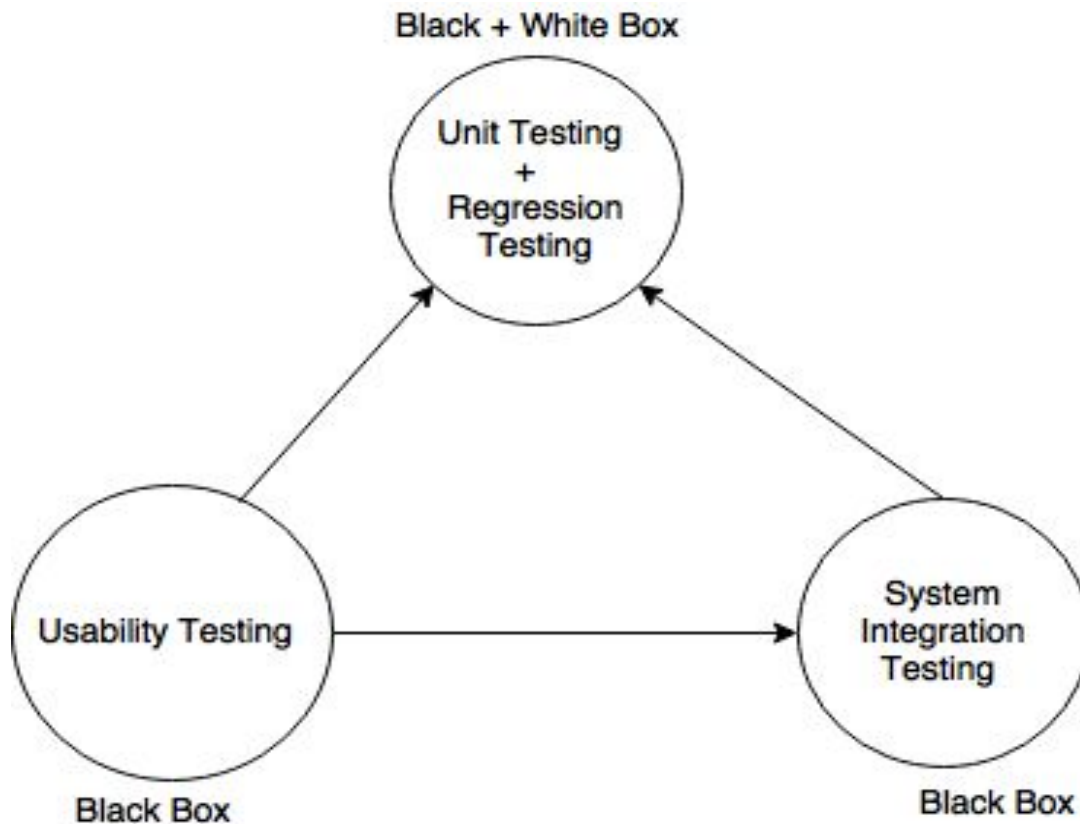 Black + White Box
Unit Testing
+
Regression
Testing
Usability Testing
System
Integration
Testing
Black Box
Black Box